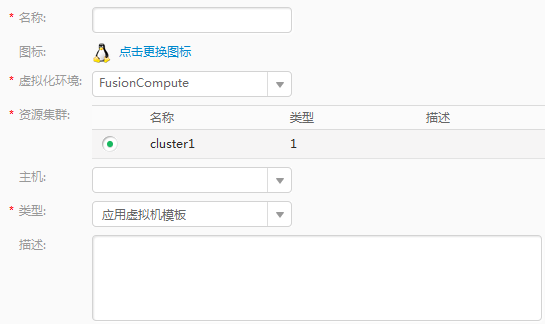 * 名称:
图标: 点击更换图标
* 虚拟化环境: FusionCompute
* 资源集群: 名称 类型 描述
cluster1 1
主机:
* 类型: 应用虚拟机模板
描述: